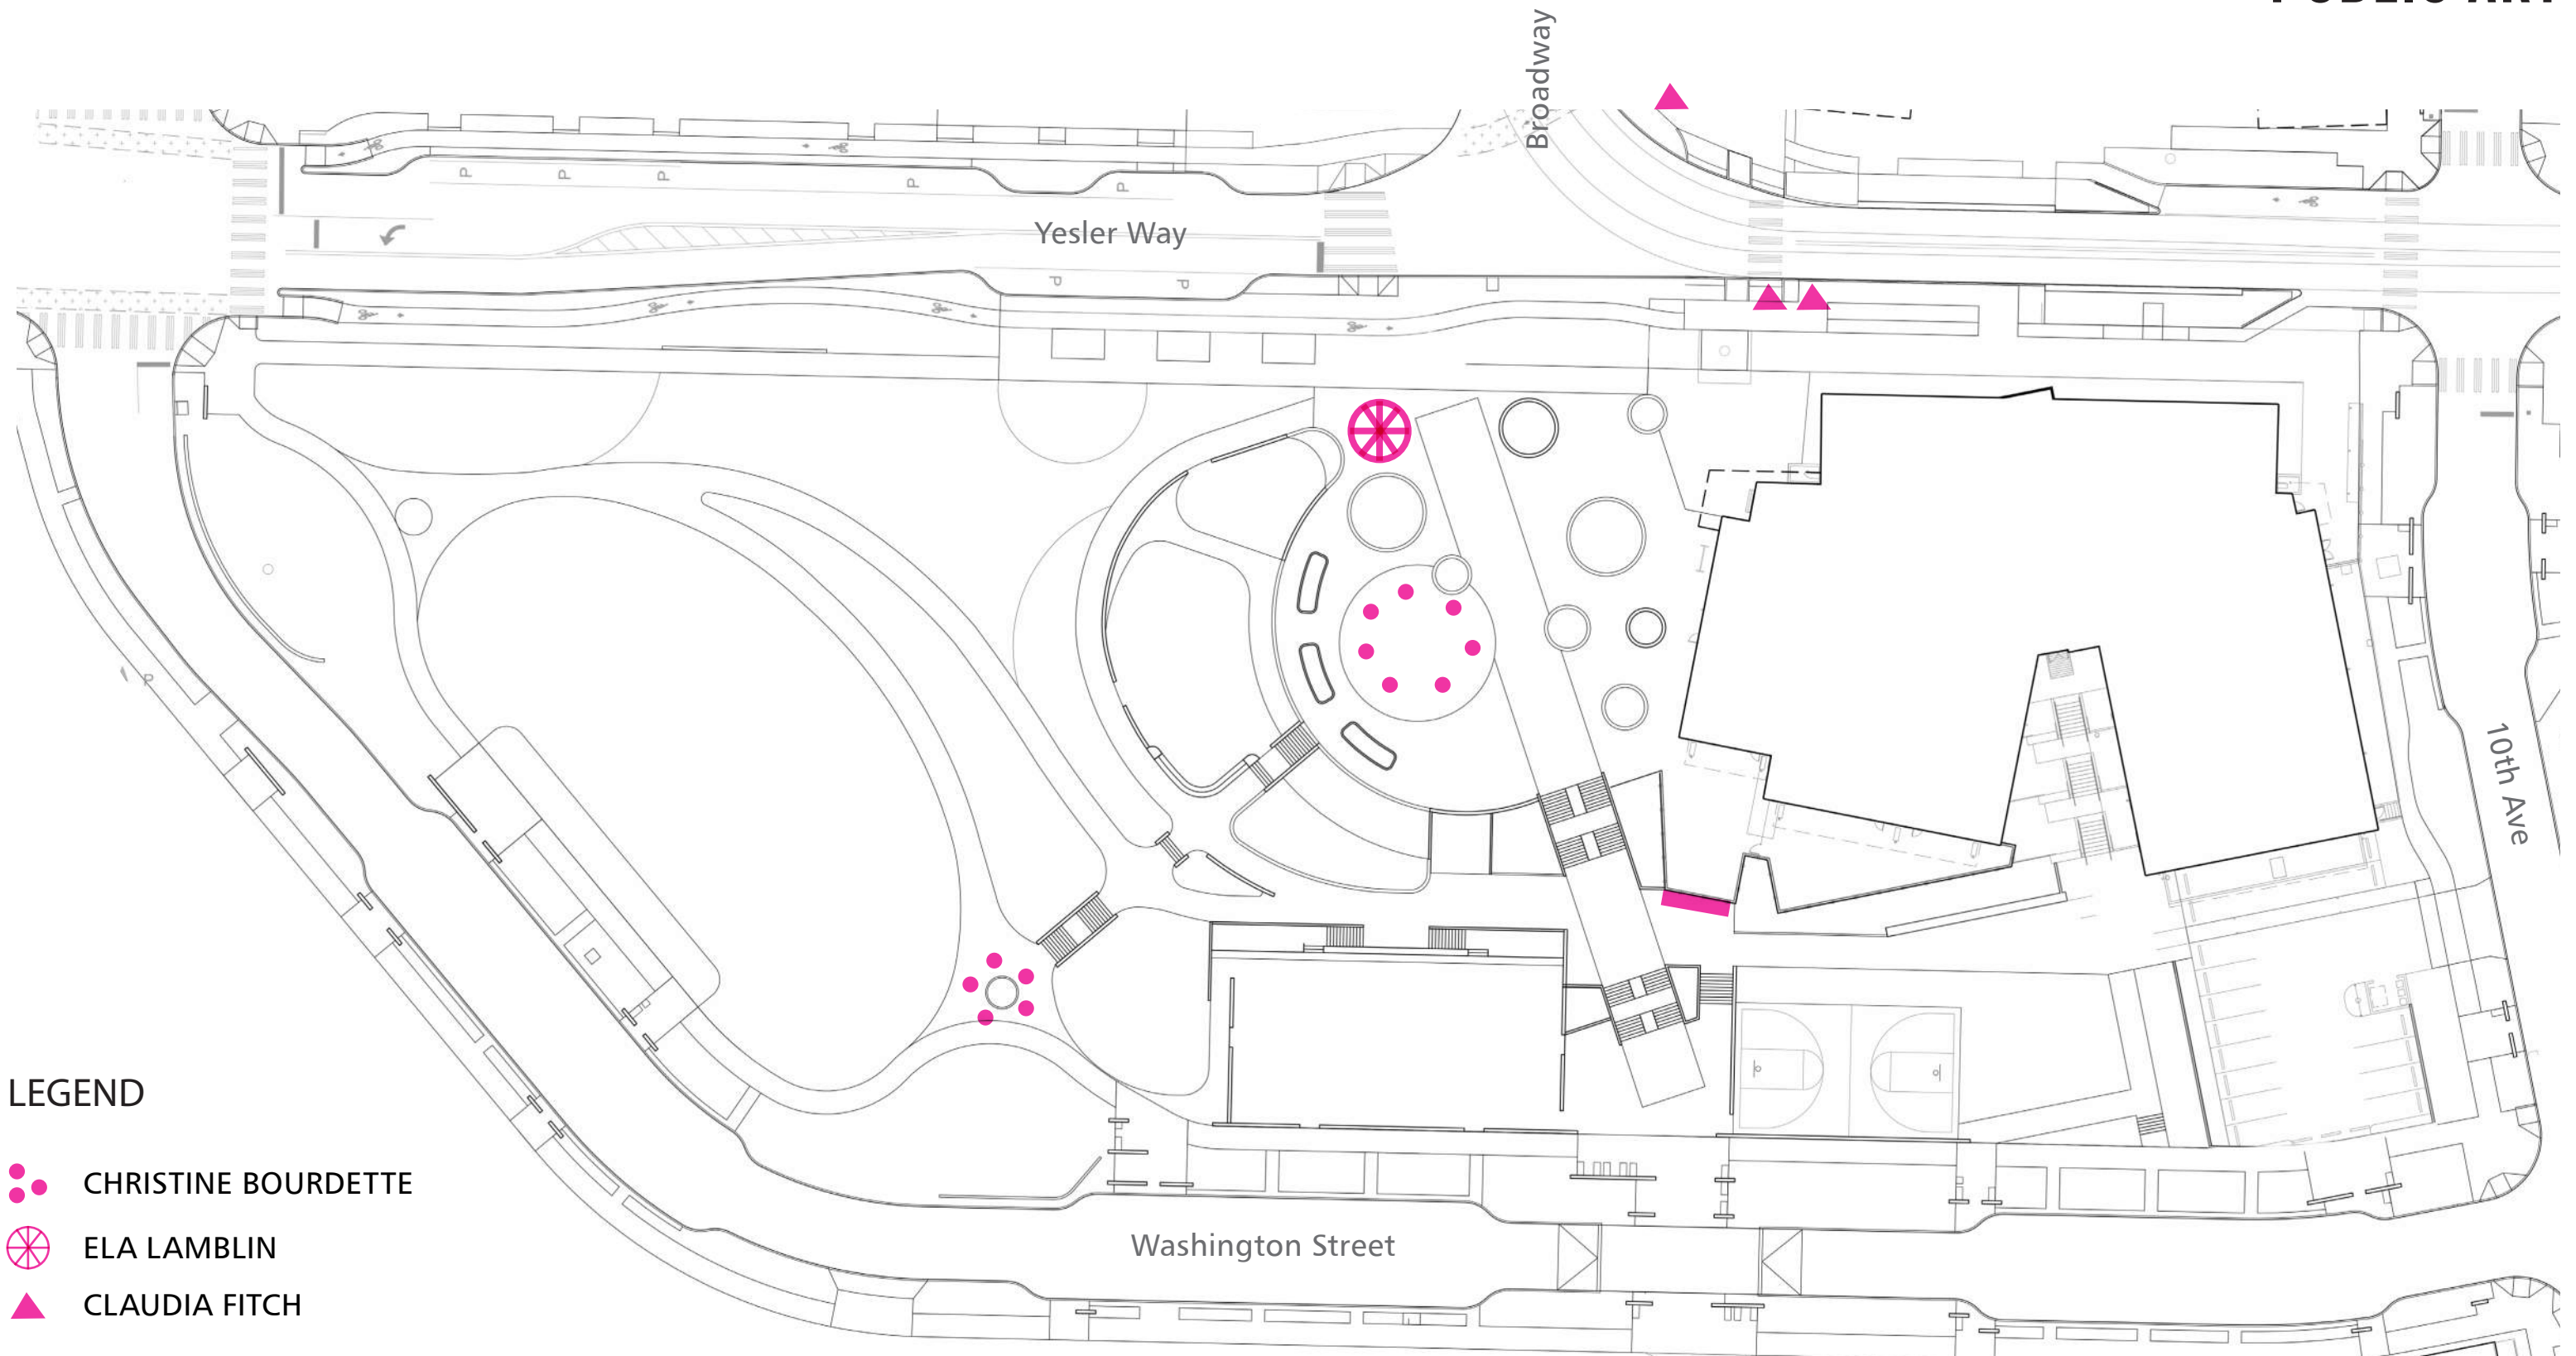 Broadway
P
P
P
P
P
Yesler Way
P
P
P
10th Ave
LEGEND
CHRISTINE BOURDETTE
ELA LAMBLIN
CLAUDIA FITCH
Washington Street